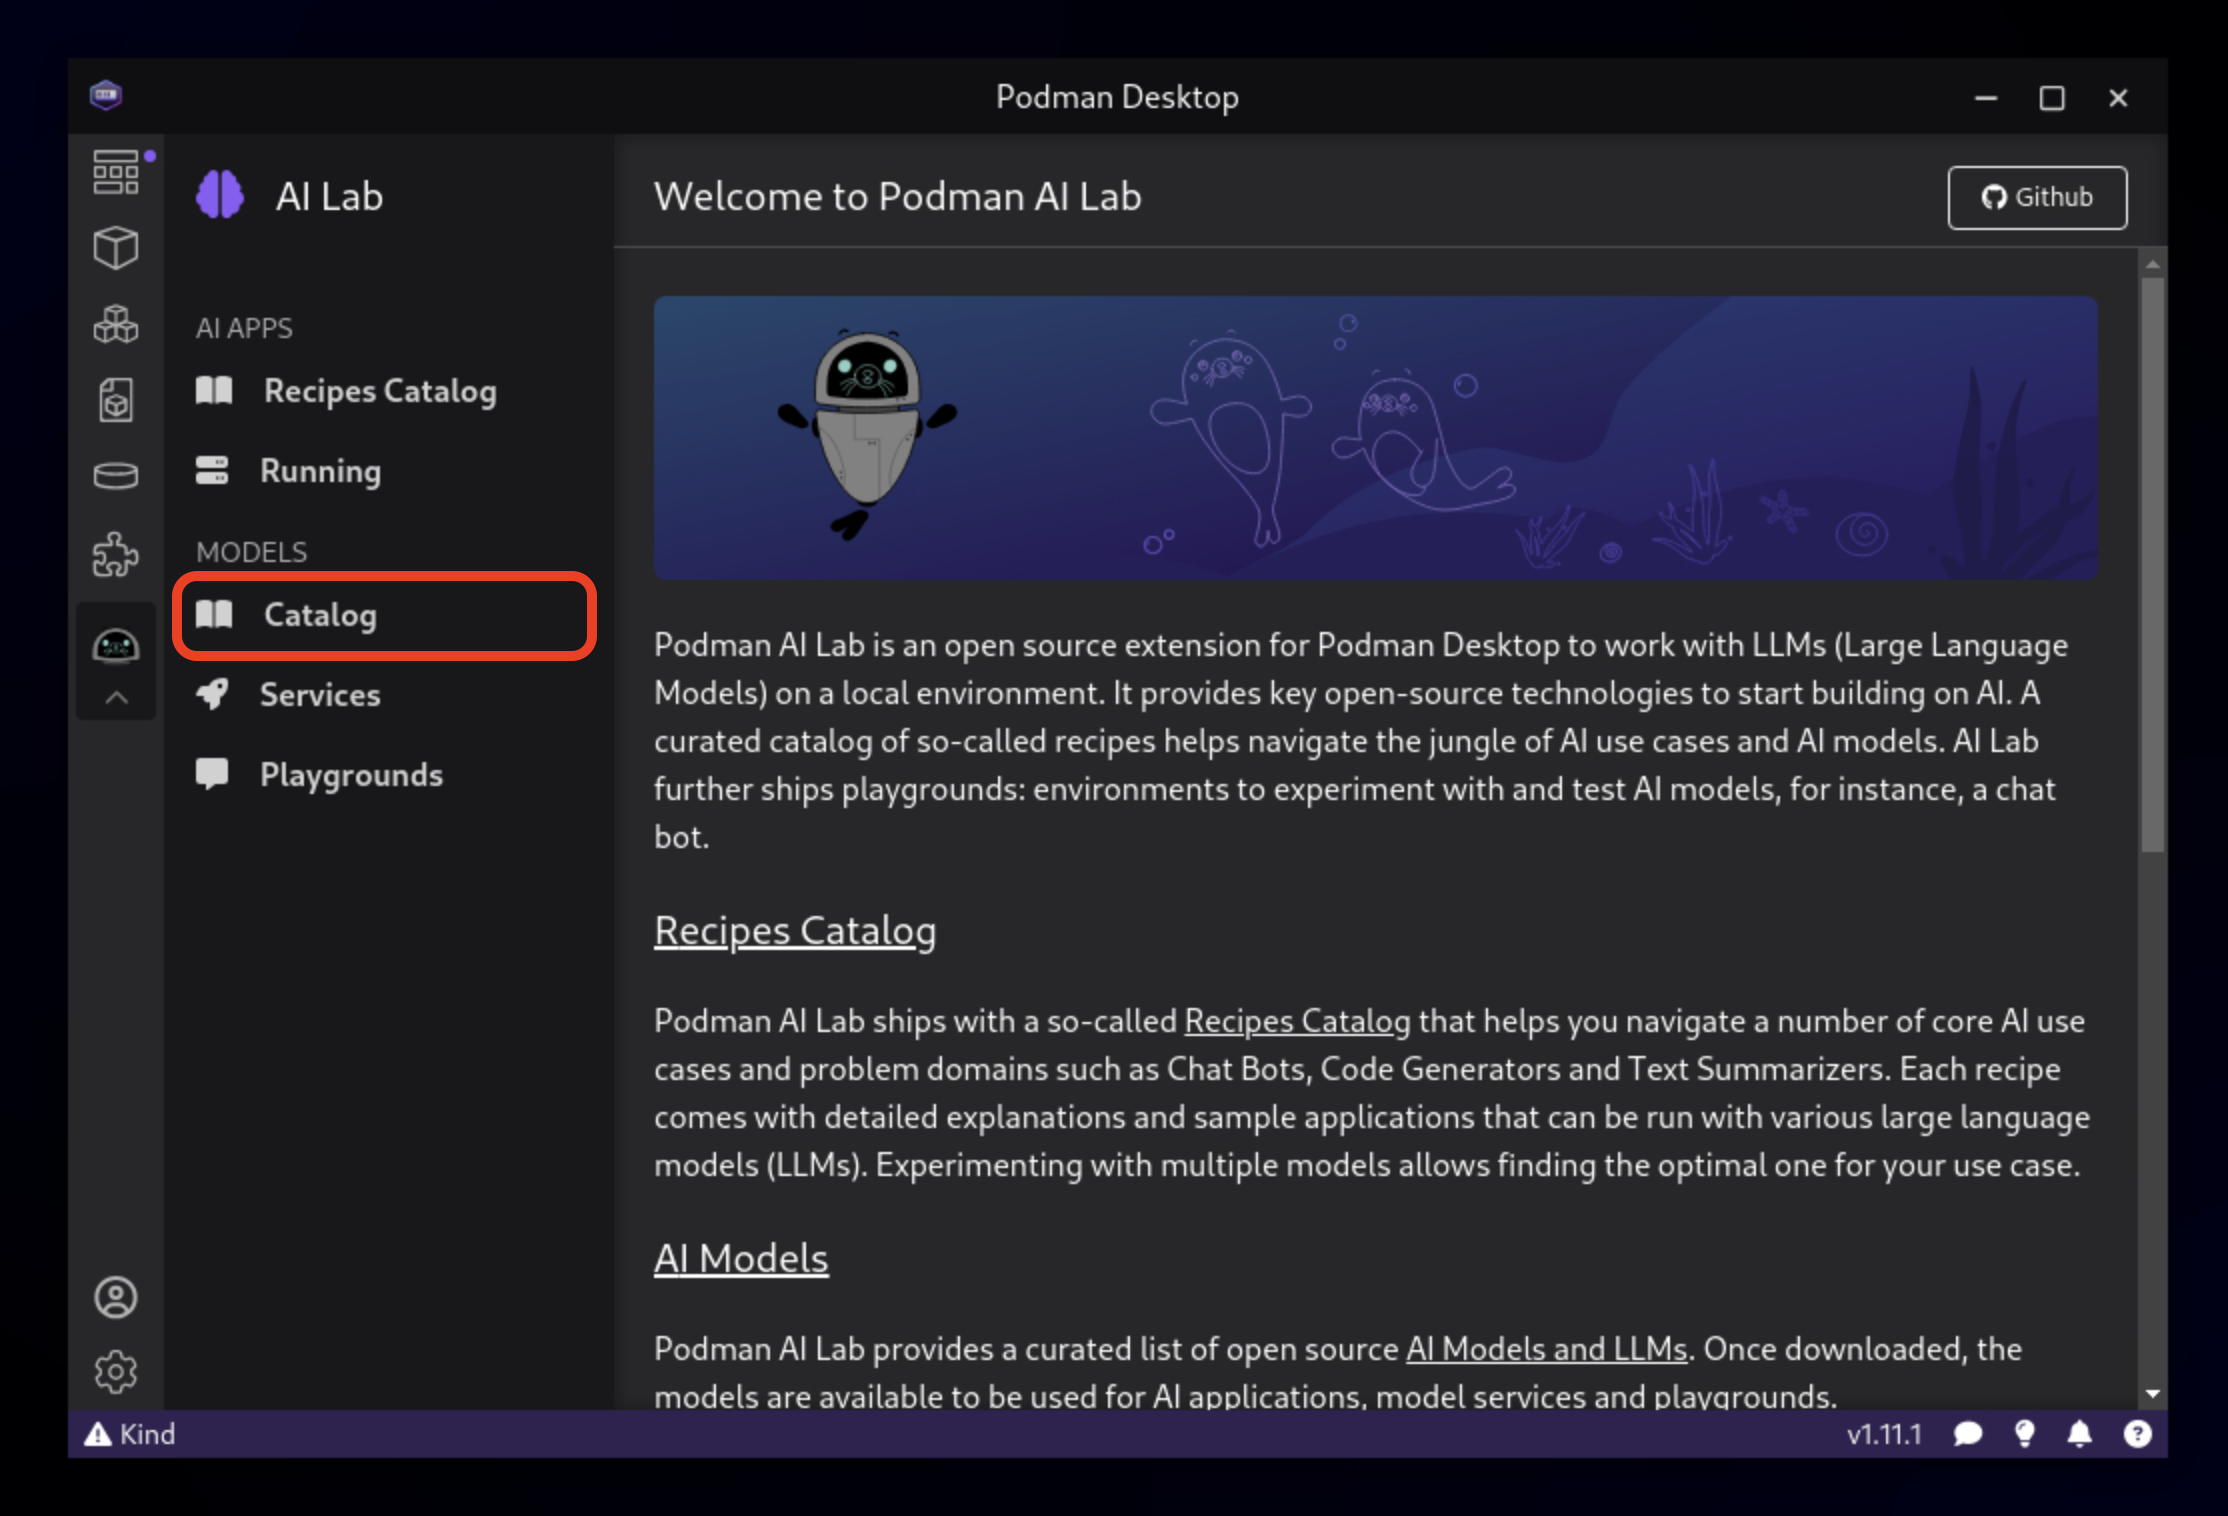 Podman Desktop
AI Lab
AI APPS
Recipes Catalog
Running
MODELS
Catalog
Services
Playgrounds
Welcome to Podman AI Lab
Github
Podman AI Lab is an open source extension for Podman Desktop to work with LLMs (Large Language
Models) on a local environment. It provides key open-source technologies to start building on AI. A
curated catalog of so-called recipes helps navigate the jungle of AI use cases and AI models. AI Lab
further ships playgrounds: environments to experiment with and test AI models, for instance, a chat
bot.
Recipes Catalog
Podman AI Lab ships with a so-called Recipes Catalog that helps you navigate a number of core AI use
cases and problem domains such as Chat Bots, Code Generators and Text Summarizers. Each recipe
comes with detailed explanations and sample applications that can be run with various large language
models (LLMs). Experimenting with multiple models allows finding the optimal one for your use case.
AI Models
Podman AI Lab provides a curated list of open source AI Models and LLMs. Once downloaded, the
models are available to be used for AI applications, model services and playgrounds.
Kind
v1.11.1